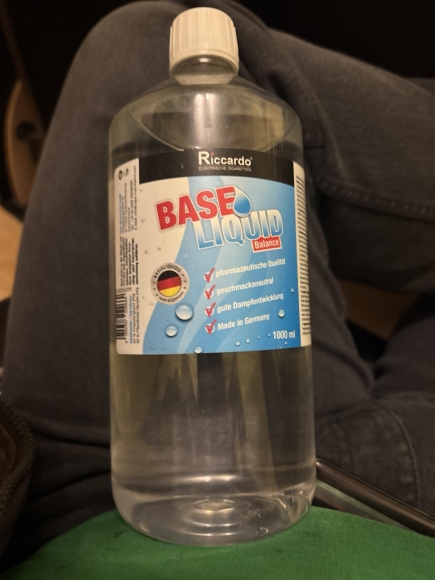 Riccardo
ELEKTRISCHE ZIGARETTEN
BASE
LIQUID
Balance
pharmazeutische Qualität
geschmacksneutral
gute Dampfentwicklung
Made in Germany
1000 ml